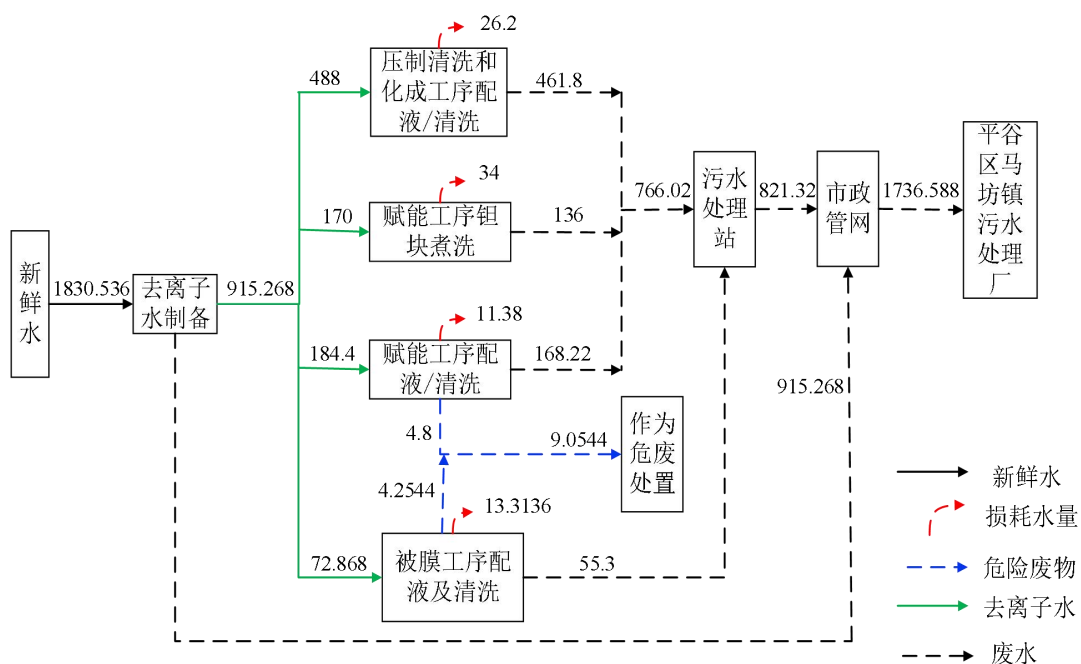 26.2
488
压制清洗和
化成工序配
液/清洗
461.8
34
170
赋能工序钽
块煮洗
136
766.02
污水
处理
站
821.32
市政
管网
1736.588
平谷
区马
坊镇
污水
处理
厂
新
鲜
水
1830.536
去离子
水制备
915.268
11.38
184.4
赋能工序配
液/清洗
168.22
915.268
4.8
9.0544
作为
危废
处置
4.2544
13.3136
72.868
被膜工序配
液及清洗
55.3
新鲜水
损耗水量
危险废物
去离子水
废水